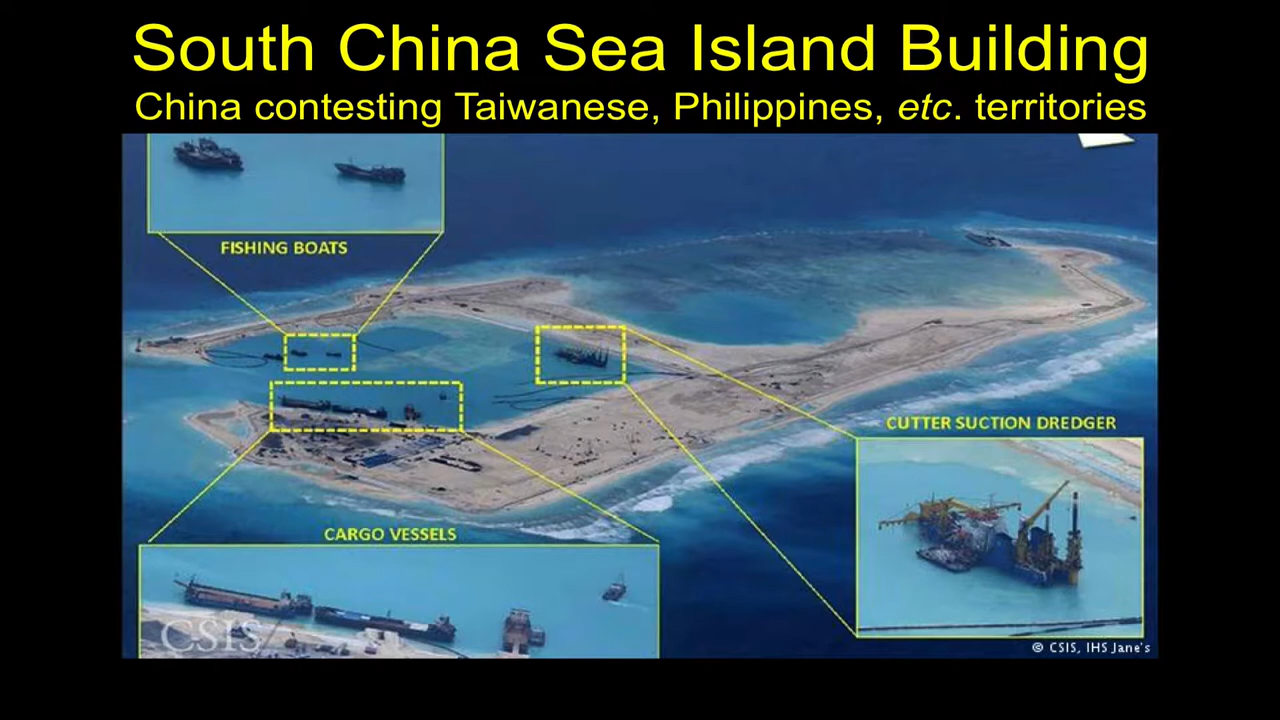 South China Sea Island Building
China contesting Taiwanese, Philippines, etc. territories
FISHING BOATS
CUTTER SUCTION DREDGER
CARGO VESSELS
CSIS
© CSIS, IHS Jane's